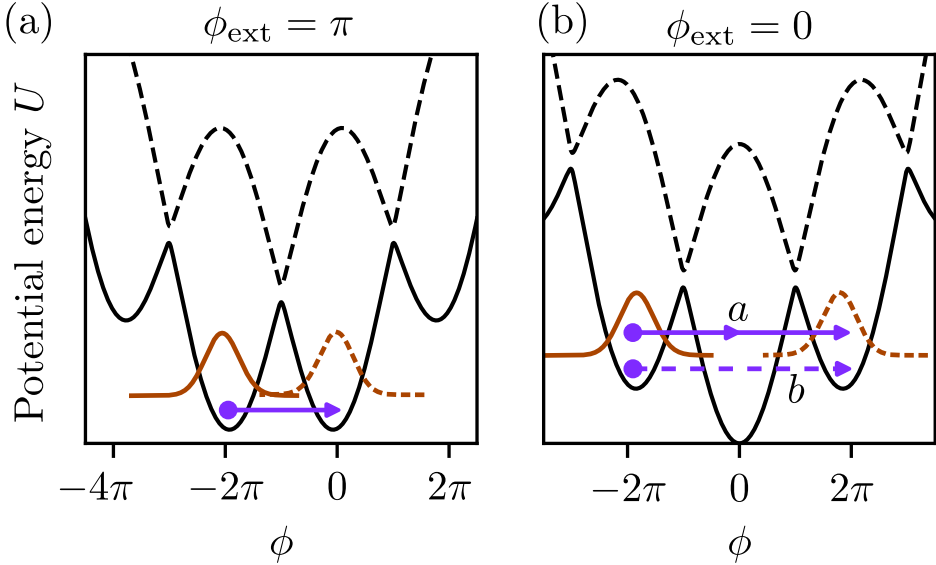 (a)
ϕext = π
Potential energy U
−4π
−2π
0
2π
ϕ
(b)
ϕext = 0
a
b
−2π
0
2π
ϕ